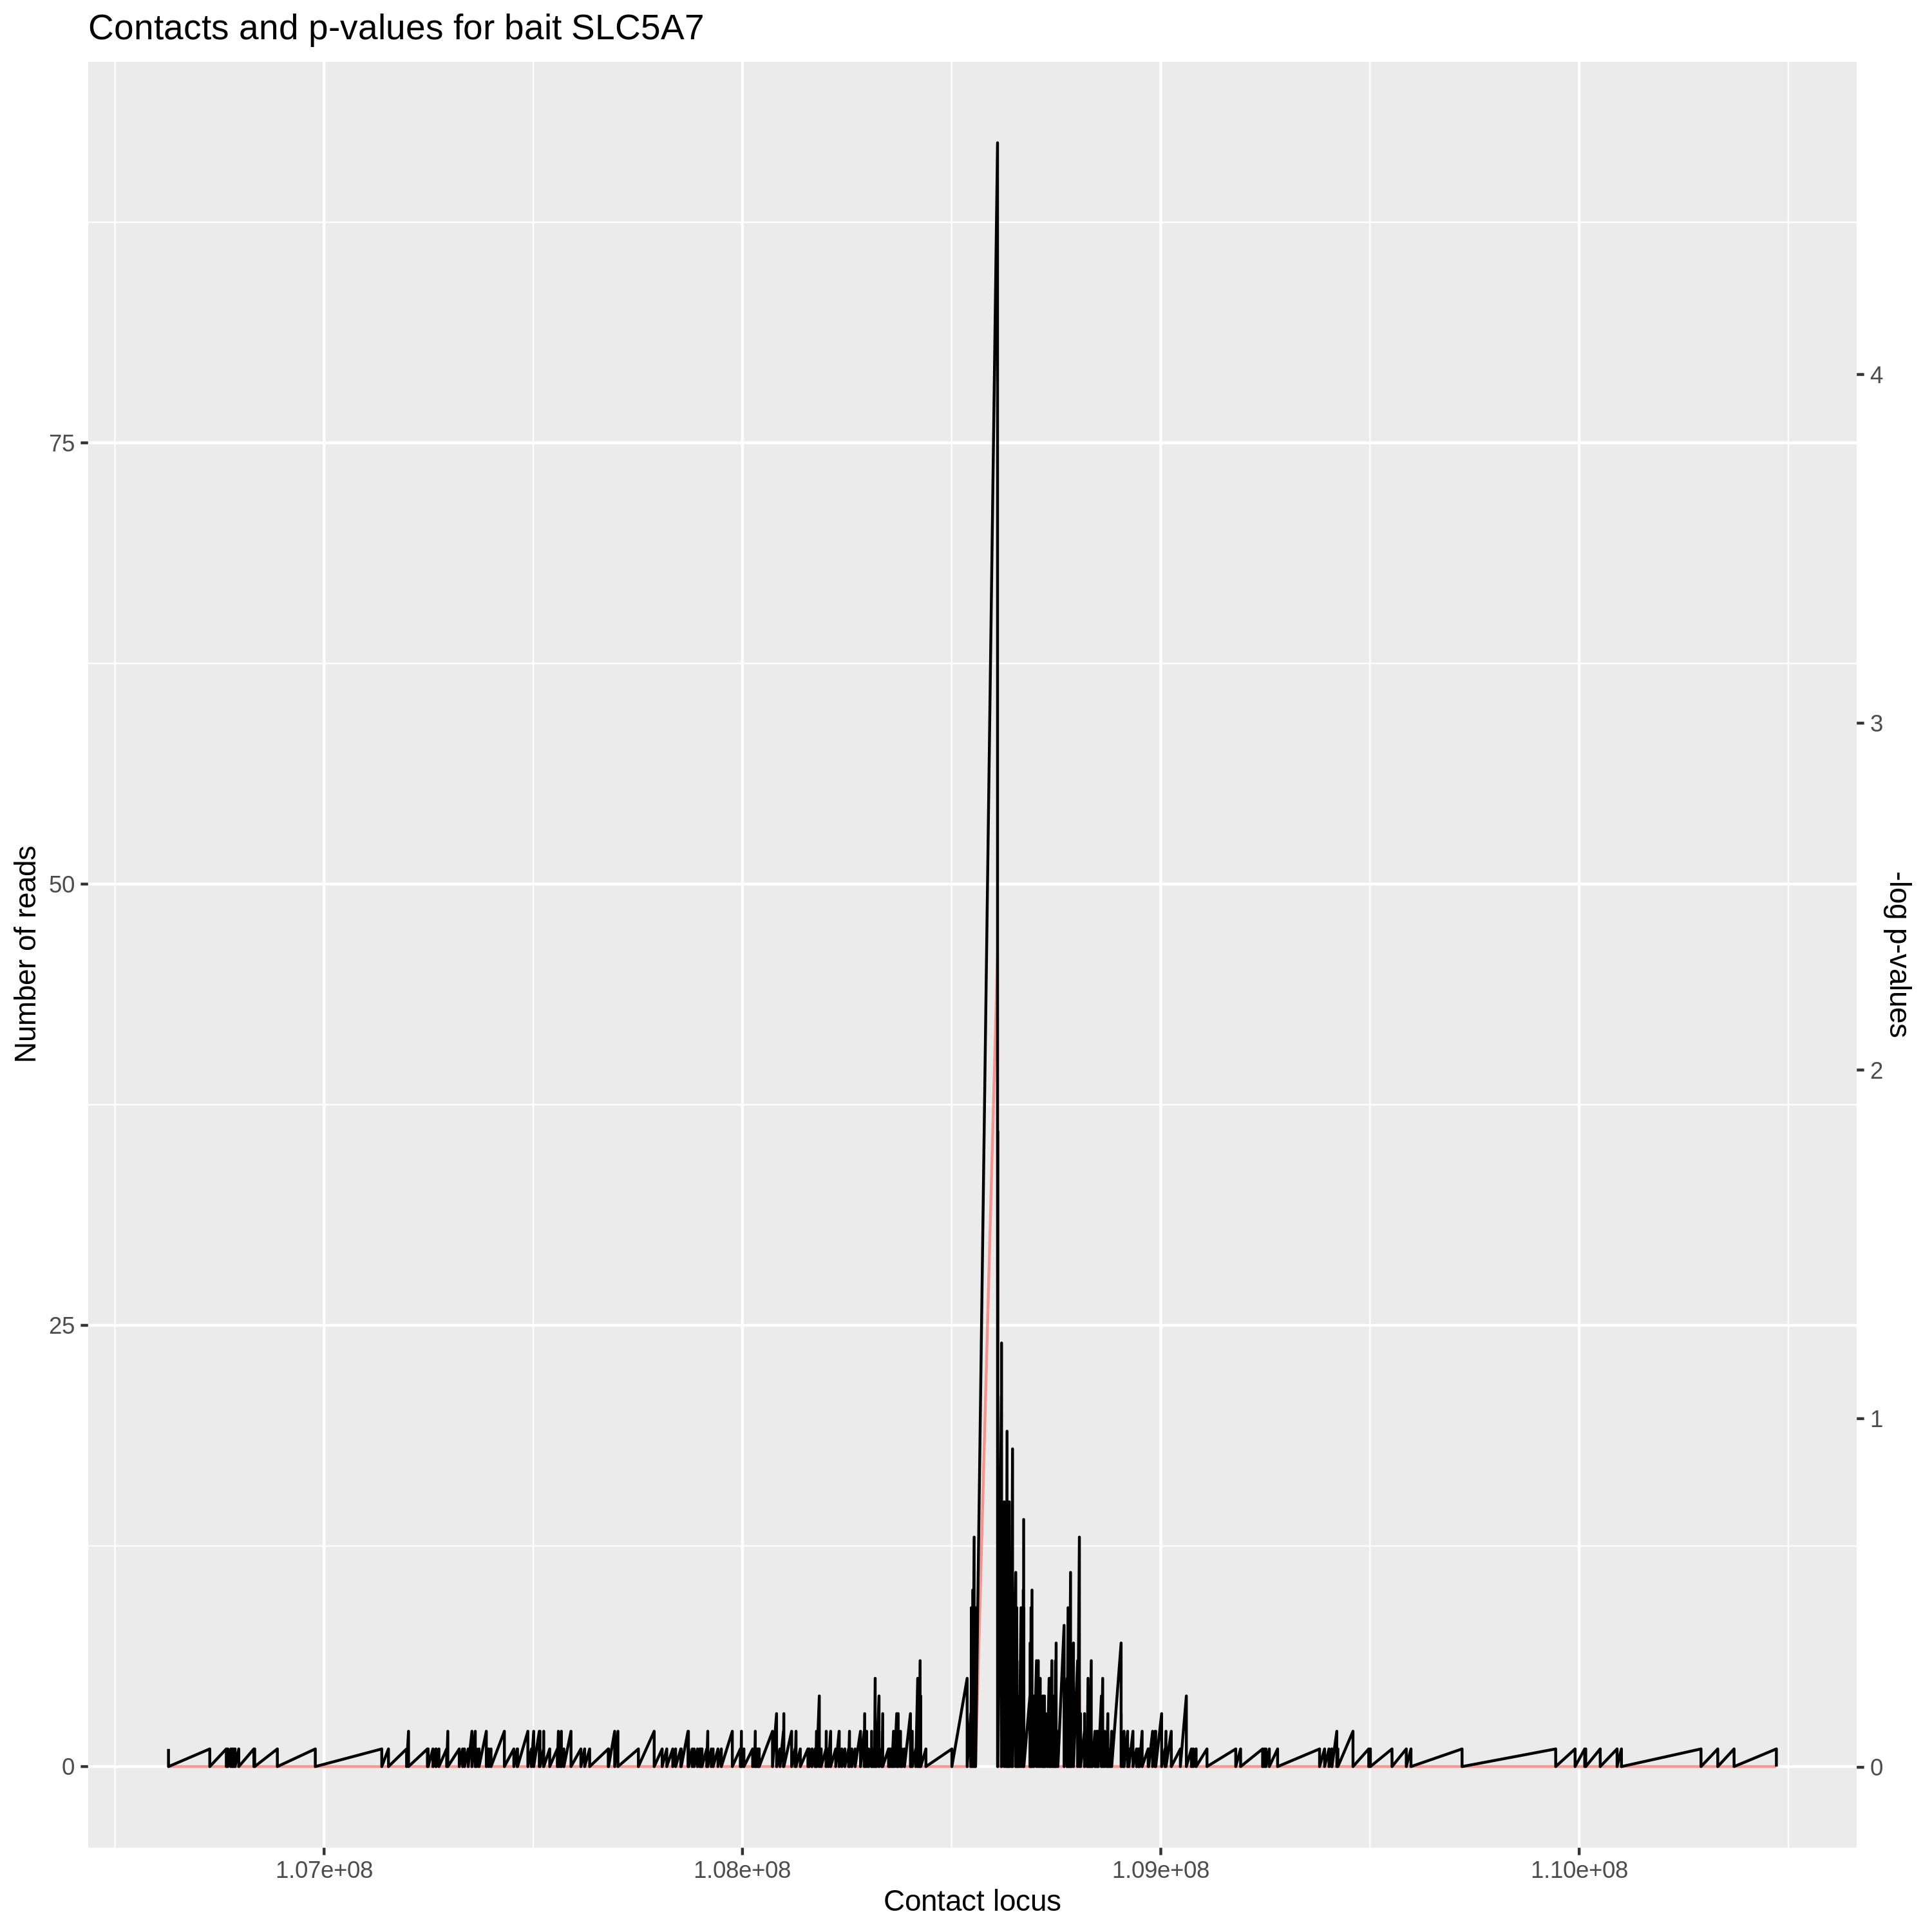 Contacts and p-values for bait SLC5A7
Number of reads
75
50
25
0
-log p-values
4
3
2
1
0
1.07e+08 1.08e+08 1.09e+08 1.10e+08
Contact locus